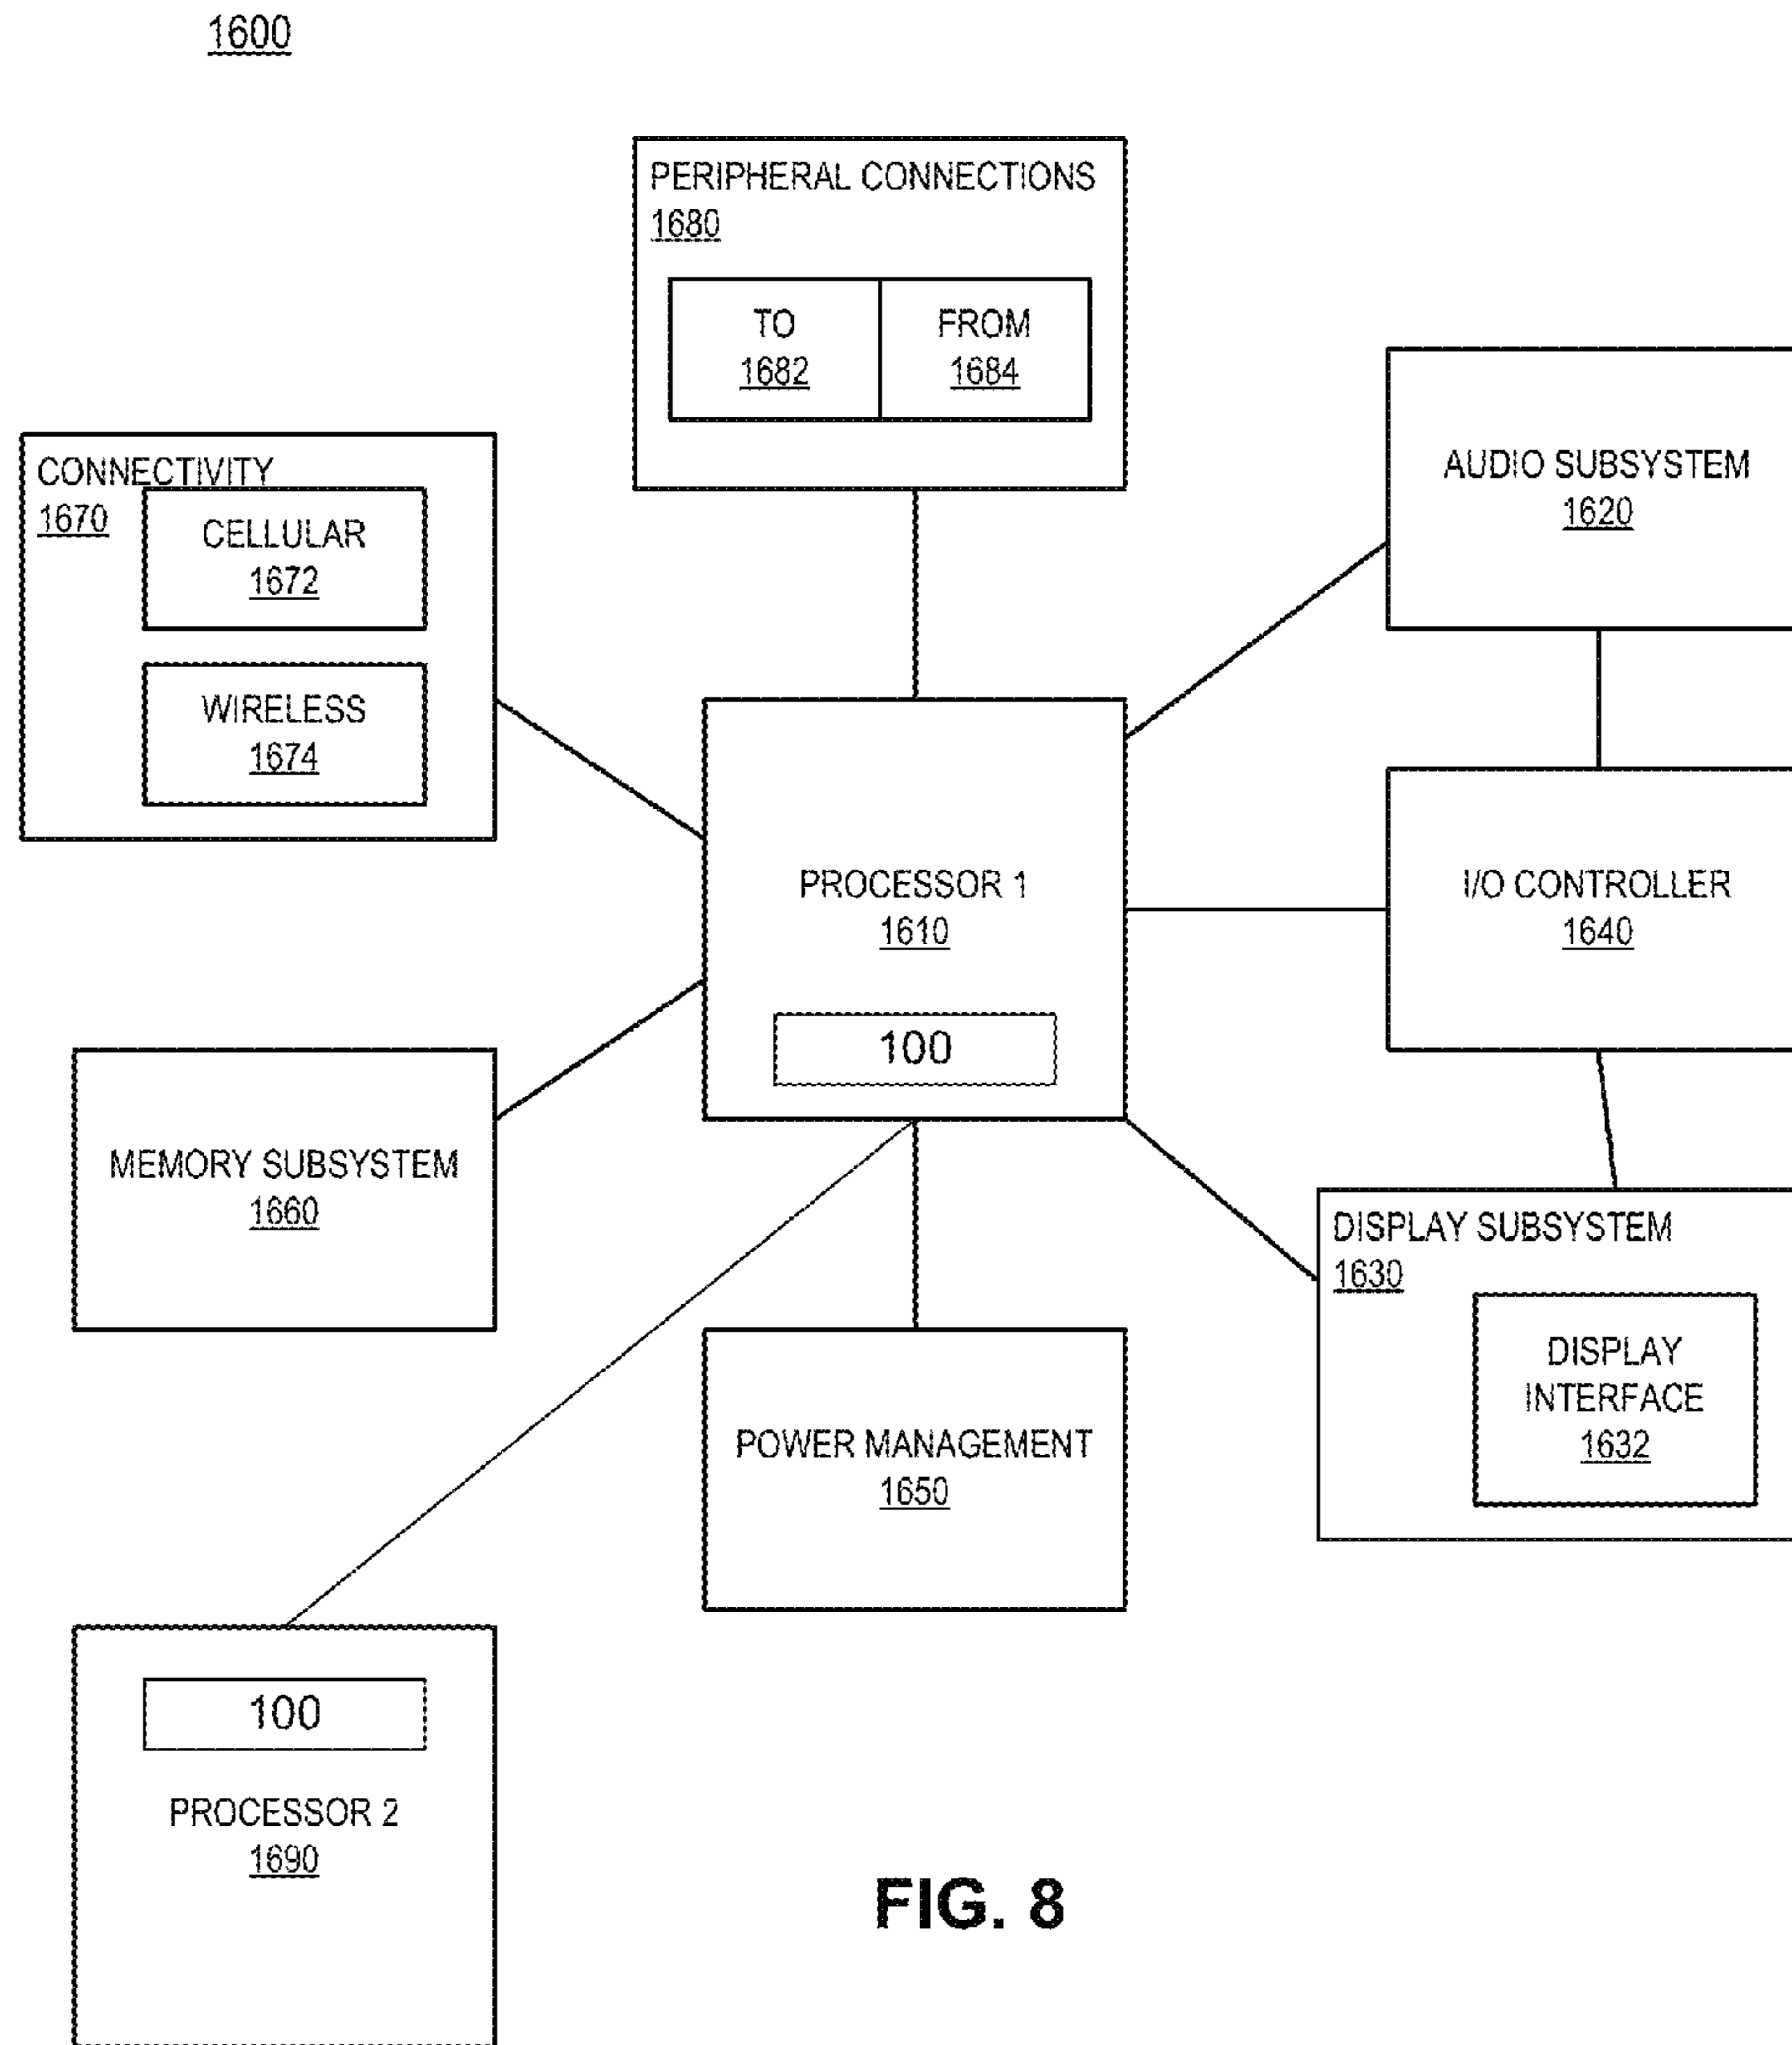 1600
PERIPHERAL CONNECTIONS
1680
TO
1682
FROM
1684
AUDIO SUBSYSTEM
1620
CONNECTIVITY
1670
CELLULAR
1672
WIRELESS
1674
PROCESSOR 1
1610
100
I/O CONTROLLER
1640
MEMORY SUBSYSTEM
1660
DISPLAY SUBSYSTEM
1630
DISPLAY
INTERFACE
1632
POWER MANAGEMENT
1650
100
PROCESSOR 2
1690
FIG. 8